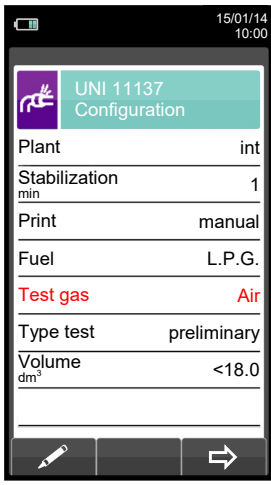 15/01/14
10:00
UNI 11137
Configuration
Plant int
Stabilization 1
min
Print manual
Fuel L.P.G.
Test gas Air
Type test preliminary
Volume <18.0
dm³